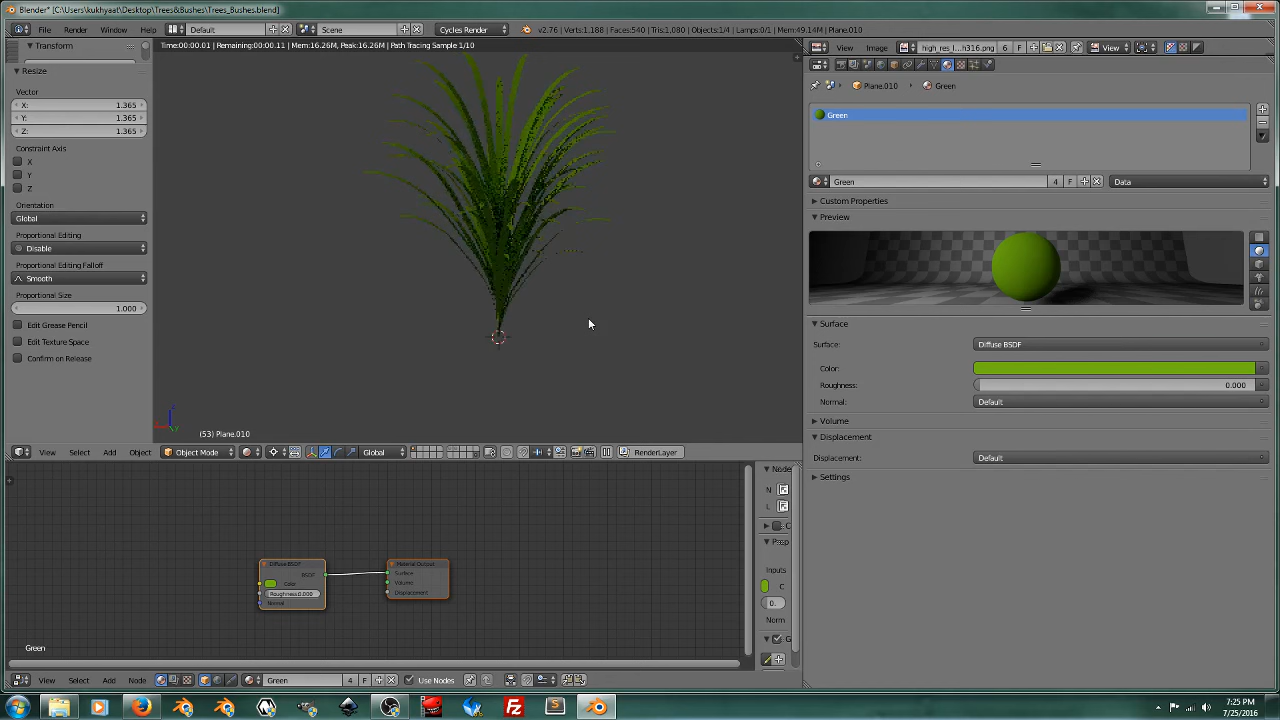 Blender* [C:\Users\kukhyaat\Desktop\Trees&Bushes\Trees_Bushes.blend]
File Render Window Help Default Scene Cycles Render v2.76 | Verts:1,188 | Faces:540 | Tris:1,080 | Objects:1/4 | Lamps:0/1 | Mem:49.14M | Plane.010
Transform
Resize
Vector
X: 1.365
Y: 1.365
Z: 1.365
Constraint Axis
X
Y
Z
Orientation
Global
Proportional Editing
Disable
Proportional Editing Falloff
Smooth
Proportional Size
1.000
Edit Grease Pencil
Edit Texture Space
Confirm on Release
Time:00:00.01 | Remaining:00:00.11 | Mem:16.26M, Peak:16.26M | Path Tracing Sample 1/10
(53) Plane.010
View Select Add Object Object Mode Global RenderLayer
View Image high_res_l...h316.png 6 F View
Plane.010 Green
Green
Green 4 F Data
Custom Properties
Preview
Surface
Surface: Diffuse BSDF
Color:
Roughness: 0.000
Normal: Default
Volume
Displacement
Displacement: Default
Settings
Diffuse BSDF
BSDF
Color
Roughness:0.000
Normal
Material Output
Surface
Volume
Displacement
Node
N
L
C
Prop
Inputs
C
0.
Norm
G
Green
View Select Add Node Green 4 F Use Nodes
7:25 PM
7/25/2016